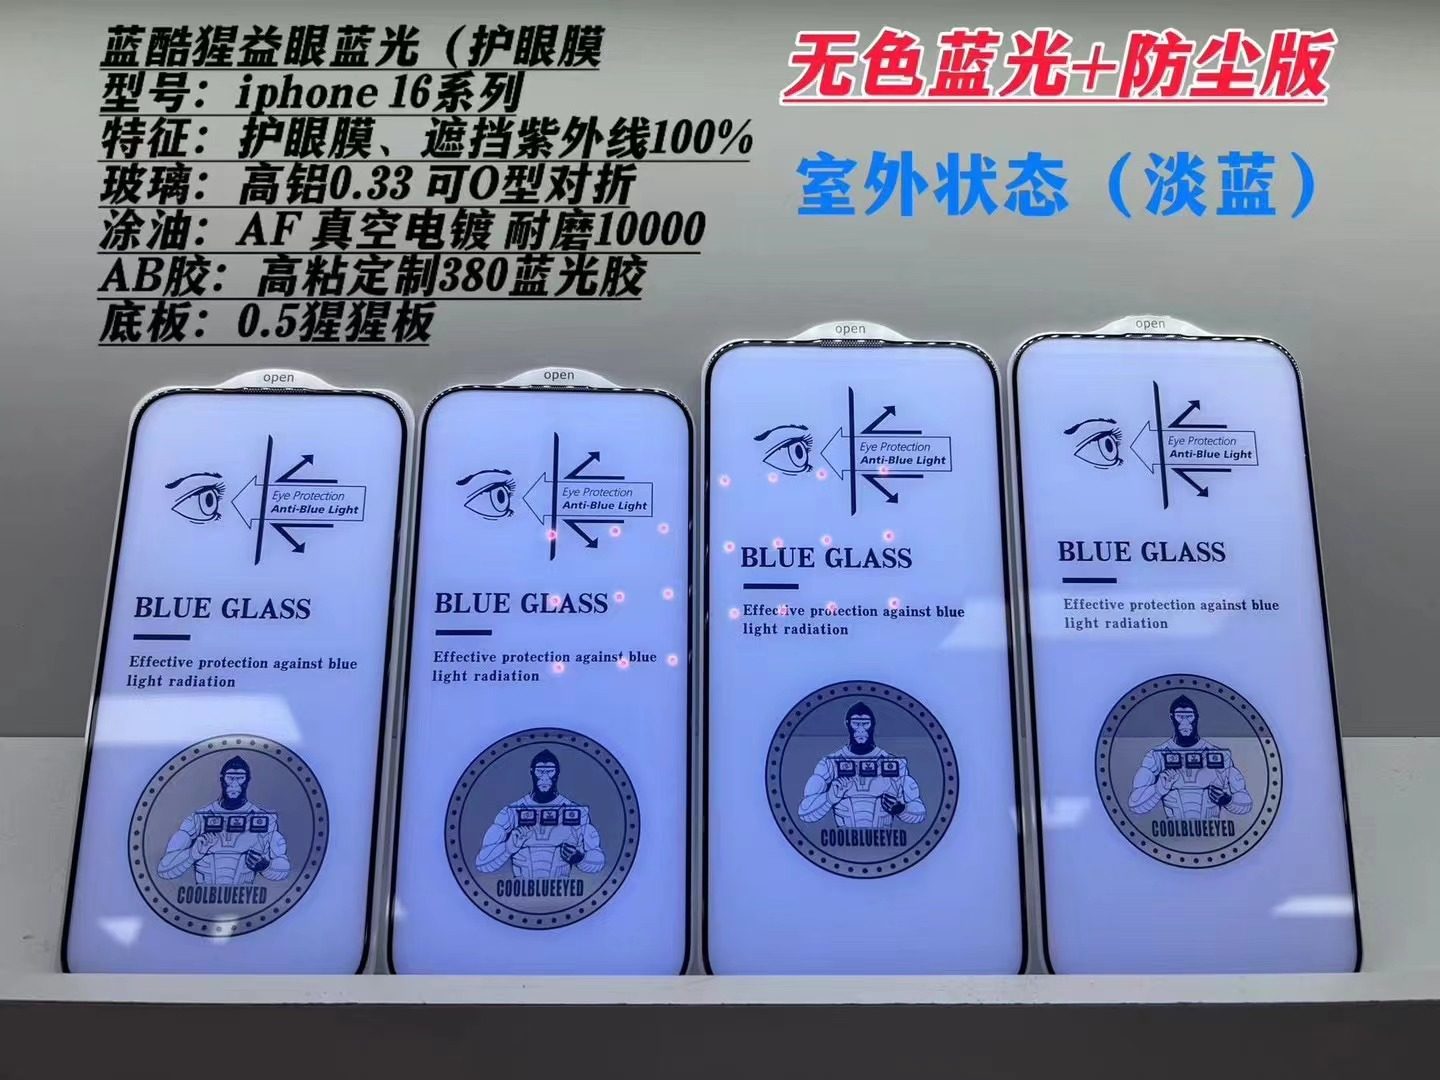 蓝酷猩益眼蓝光（护眼膜
型号：iphone 16系列
特征：护眼膜、遮挡紫外线100%
玻璃：高铝0.33 可O型对折
涂油：AF 真空电镀 耐磨10000
AB胶：高粘定制380蓝光胶
底板：0.5猩猩板
无色蓝光+防尘版
室外状态（淡蓝）
open
Eye Protection
Anti-Blue Light
BLUE GLASS
Effective protection against blue
light radiation
COOLBLUEEYED
open
Eye Protection
Anti-Blue Light
BLUE GLASS
Effective protection against blue
light radiation
COOLBLUEEYED
open
Eye Protection
Anti-Blue Light
BLUE GLASS
Effective protection against blue
light radiation
COOLBLUEEYED
open
Eye Protection
Anti-Blue Light
BLUE GLASS
Effective protection against blue
light radiation
COOLBLUEEYED